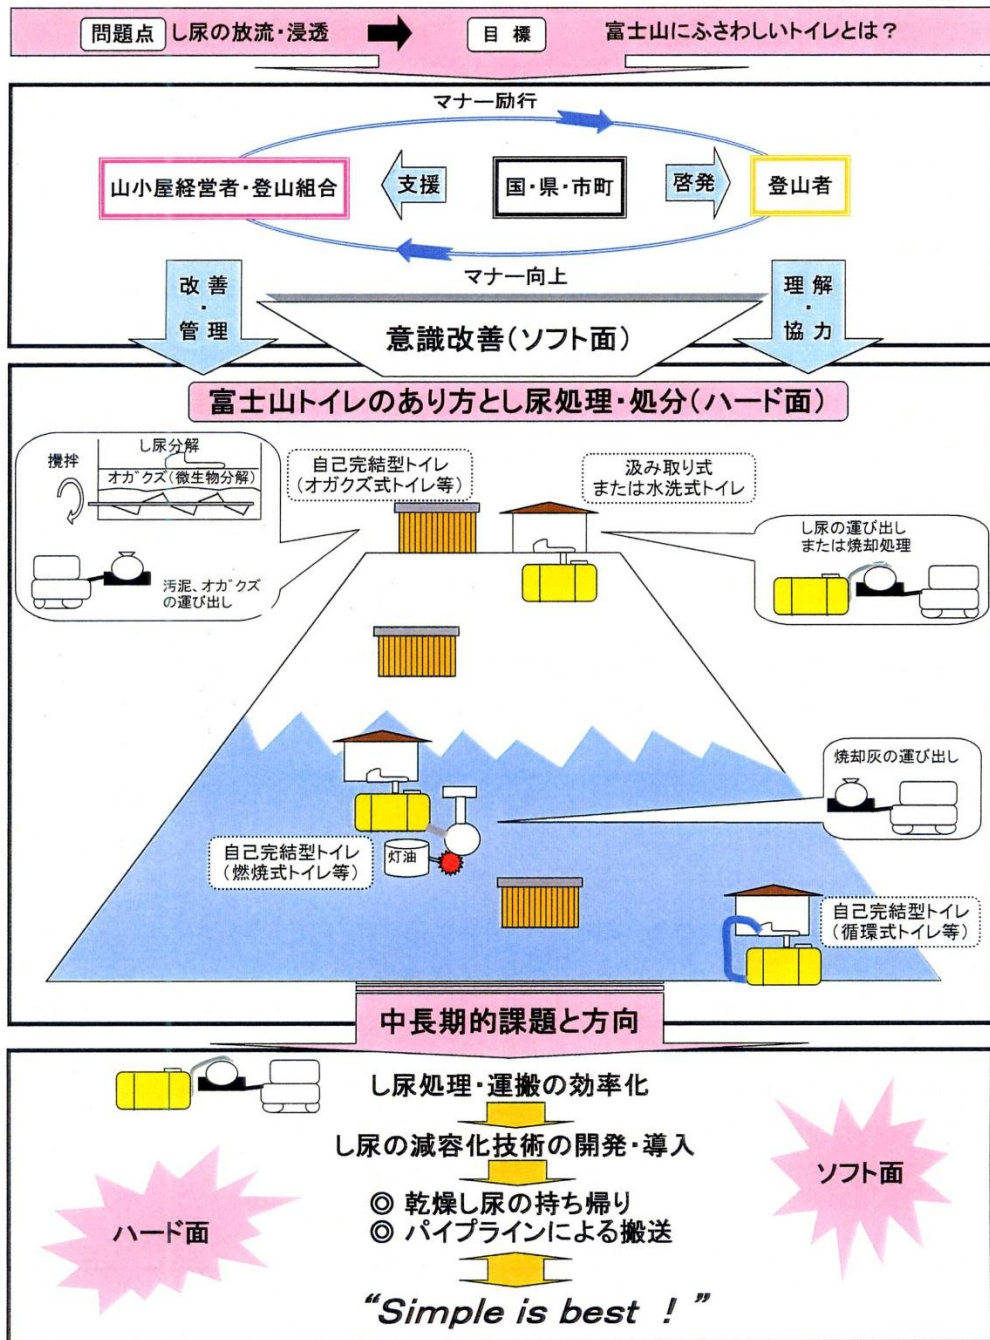 問題点 し尿の放流・浸透 目 標 富士山にふさわしいトイレとは？
マナー励行
山小屋経営者・登山組合
支援
国・県・市町
啓発
登山者
マナー向上
改 善
・
管 理
意識改善（ソフト面）
理 解
・
協 力
富士山トイレのあり方とし尿処理・処分（ハード面）
し尿分解
攪拌
オガクズ（微生物分解）
汚泥、オガクズ
の運び出し
自己完結型トイレ
（オガクズ式トイレ等）
汲み取り式
または水洗式トイレ
し尿の運び出し
または焼却処理
焼却灰の運び出し
自己完結型トイレ
（燃焼式トイレ等）
灯油
自己完結型トイレ
（循環式トイレ等）
中長期的課題と方向
し尿処理・運搬の効率化
し尿の減容化技術の開発・導入
◎ 乾燥し尿の持ち帰り
◎ パイプラインによる搬送
ハード面
ソフト面
“Simple is best ！”